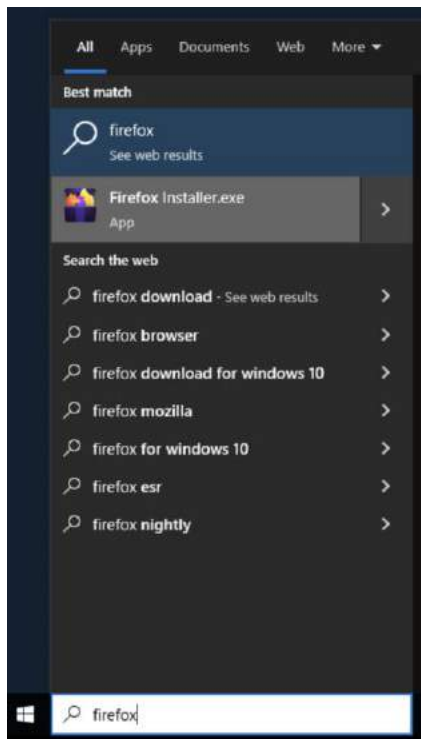 All Apps Documents Web More
Best match
firefox
See web results
Firefox Installer.exe
App
Search the web
firefox download - See web results
firefox browser
firefox download for windows 10
firefox mozilla
firefox for windows 10
firefox esr
firefox nightly
firefox